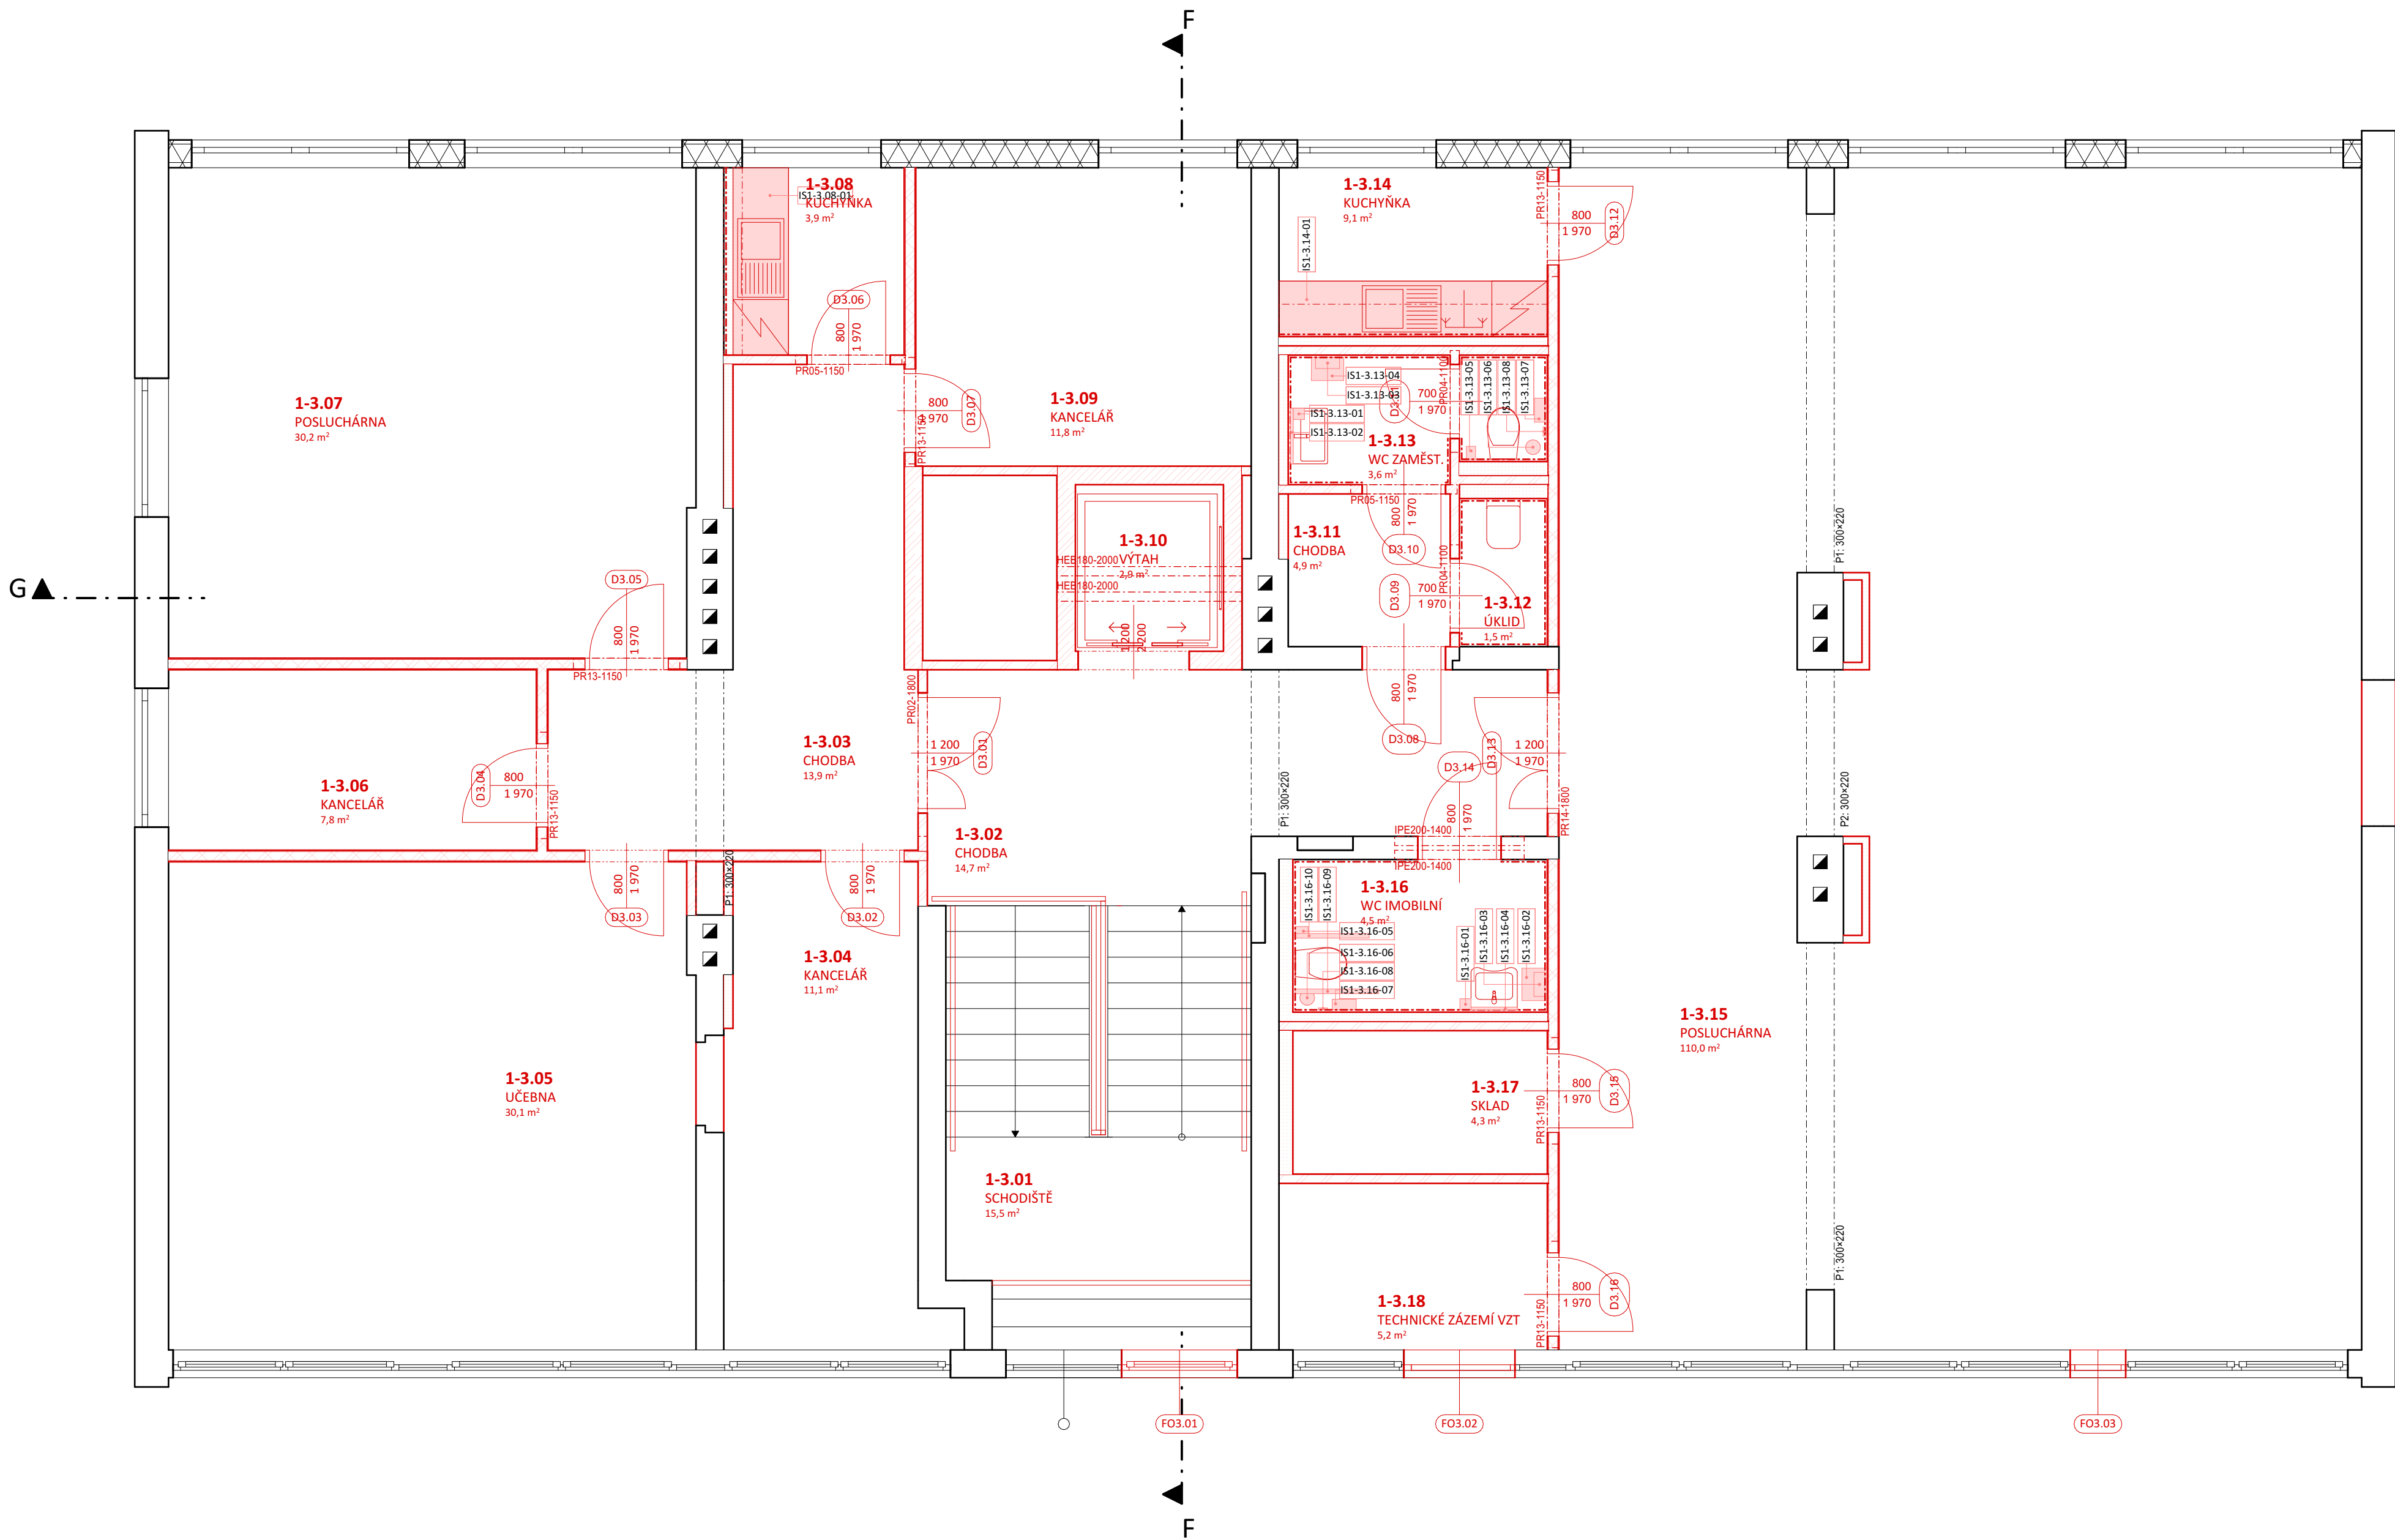 F
1-3.08
IS1-3.08-01
KUCHYŇKA
3,9 m²
1-3.14
KUCHYŇKA
9,1 m²
IS1-3.14-01
PR13-1150
800
1 970
D3.12
D3.06
800
1 970
PR05-1150
1-3.07
POSLUCHÁRNA
30,2 m²
800
1 970
D3.07
PR13-1150
1-3.09
KANCELÁŘ
11,8 m²
IS1-3.13-04
IS1-3.13-03
IS1-3.13-01
IS1-3.13-02
PR04-1100
700
1 970
IS1-3.13-05
IS1-3.13-06
IS1-3.13-08
IS1-3.13-07
1-3.13
WC ZAMĚST.
3,6 m²
PR05-1150
800
1 970
D3.10
1-3.11
CHODBA
4,9 m²
1-3.10
VÝTAH
2,9 m²
HEB180-2000
HEB180-2000
1 200
2 200
D3.09
700
1 970
PR04-1100
1-3.12
ÚKLID
1,5 m²
P1: 300×220
G
D3.05
800
1 970
PR13-1150
PR02-1800
1 200
1 970
D3.01
1-3.03
CHODBA
13,9 m²
800
1 970
D3.08
D3.14
800
1 970
D3.13
1 200
1 970
PR14-1800
P1: 300×220
P2: 300×220
1-3.06
KANCELÁŘ
7,8 m²
D3.04
800
1 970
PR13-1150
1-3.02
CHODBA
14,7 m²
IPE200-1400
IPE200-1400
800
1 970
D3.03
P1: 300×220
800
1 970
D3.02
1-3.16
WC IMOBILNÍ
4,5 m²
IS1-3.16-10
IS1-3.16-09
IS1-3.16-05
IS1-3.16-06
IS1-3.16-08
IS1-3.16-07
IS1-3.16-01
IS1-3.16-03
IS1-3.16-04
IS1-3.16-02
1-3.04
KANCELÁŘ
11,1 m²
1-3.15
POSLUCHÁRNA
110,0 m²
1-3.05
UČEBNA
30,1 m²
1-3.17
SKLAD
4,3 m²
PR13-1150
800
1 970
D3.15
1-3.01
SCHODIŠTĚ
15,5 m²
P1: 300×220
1-3.18
TECHNICKÉ ZÁZEMÍ VZT
5,2 m²
PR13-1150
800
1 970
D3.16
FO3.01
FO3.02
FO3.03
F